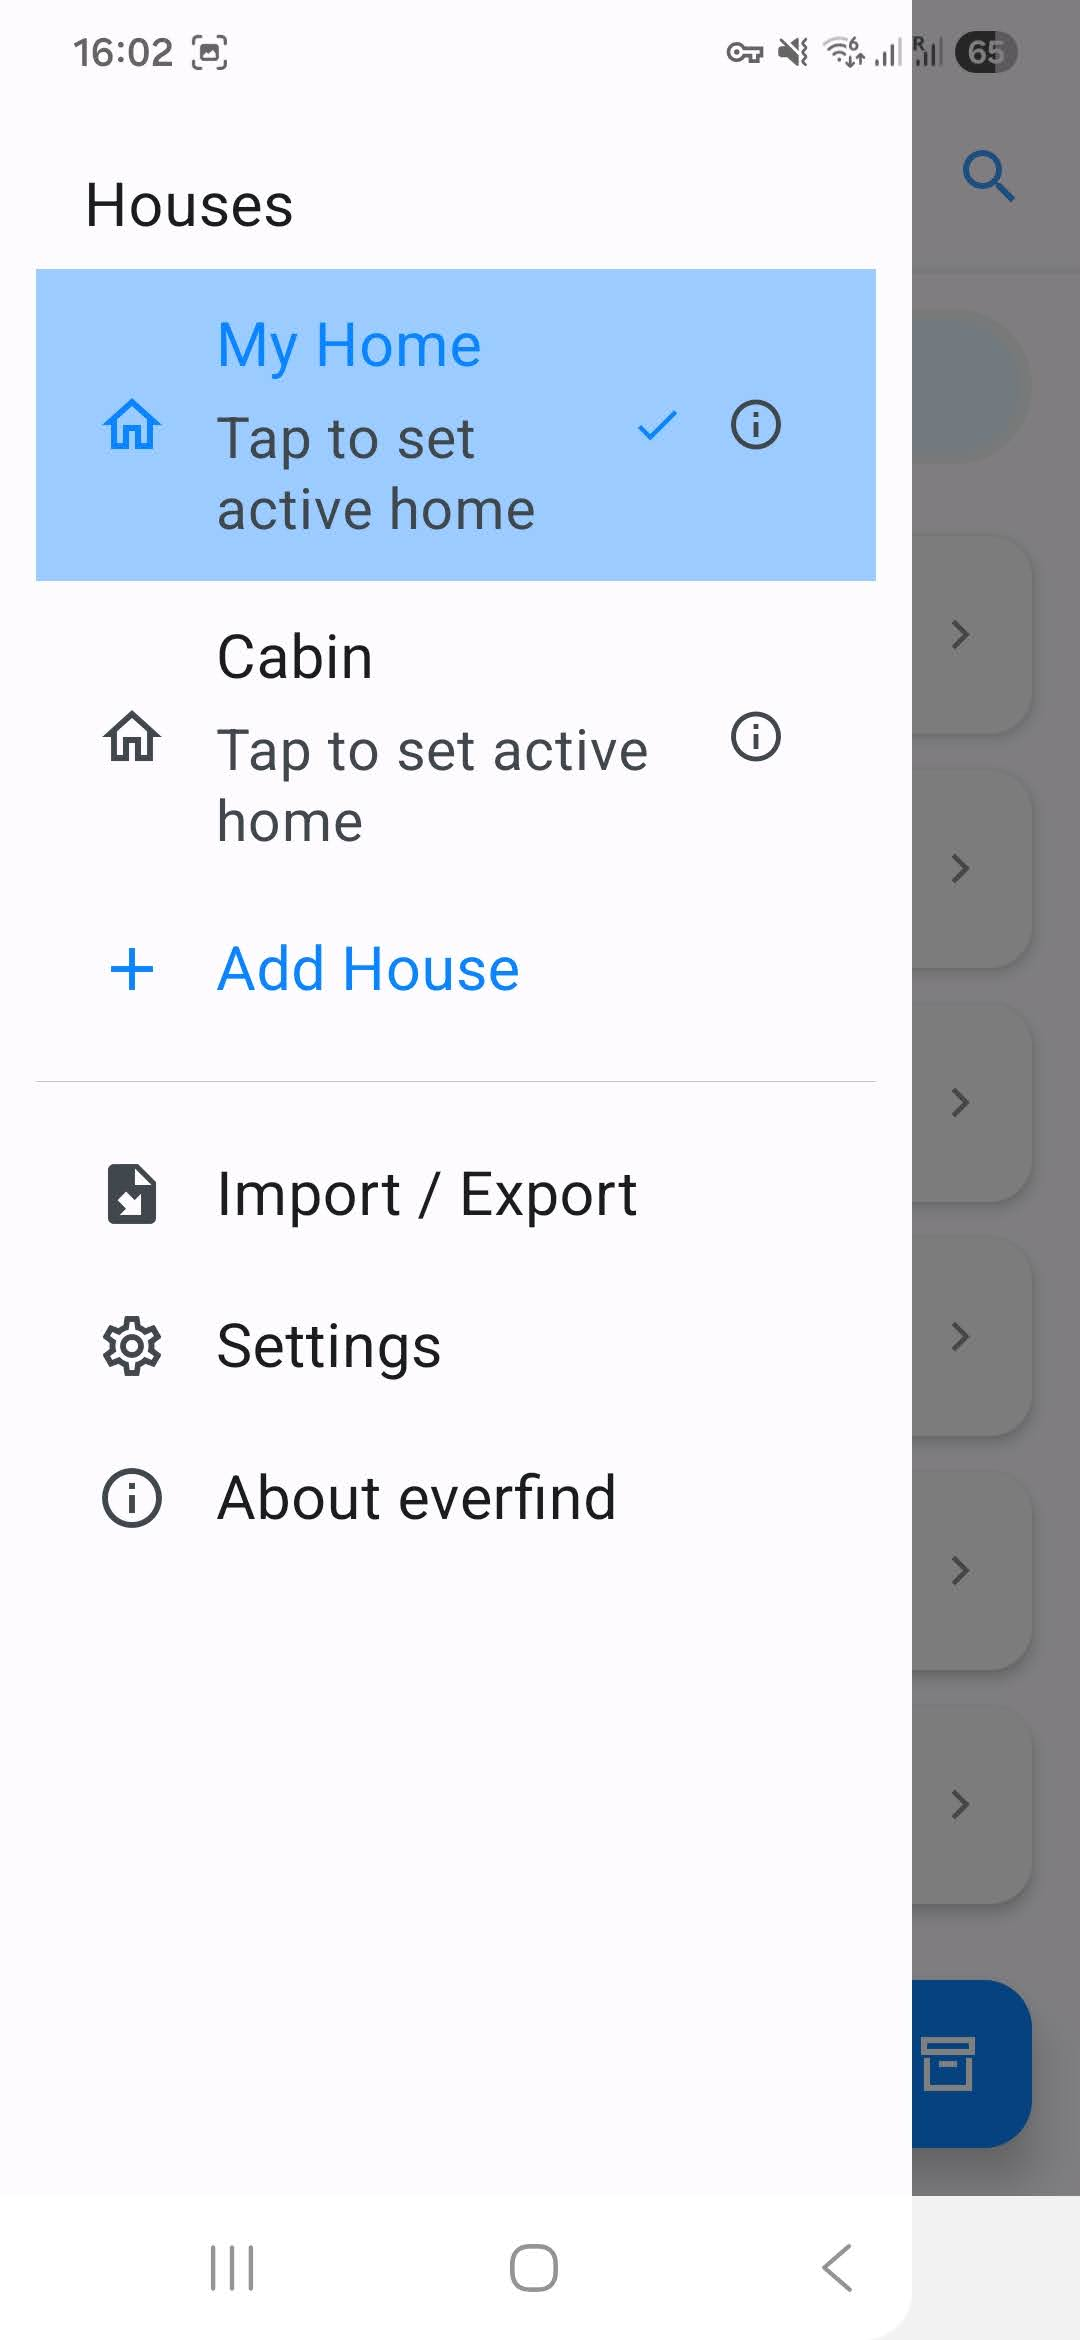 16:02
R
65
Houses
My Home
Tap to set
active home
Cabin
Tap to set active
home
Add House
Import / Export
Settings
About everfind